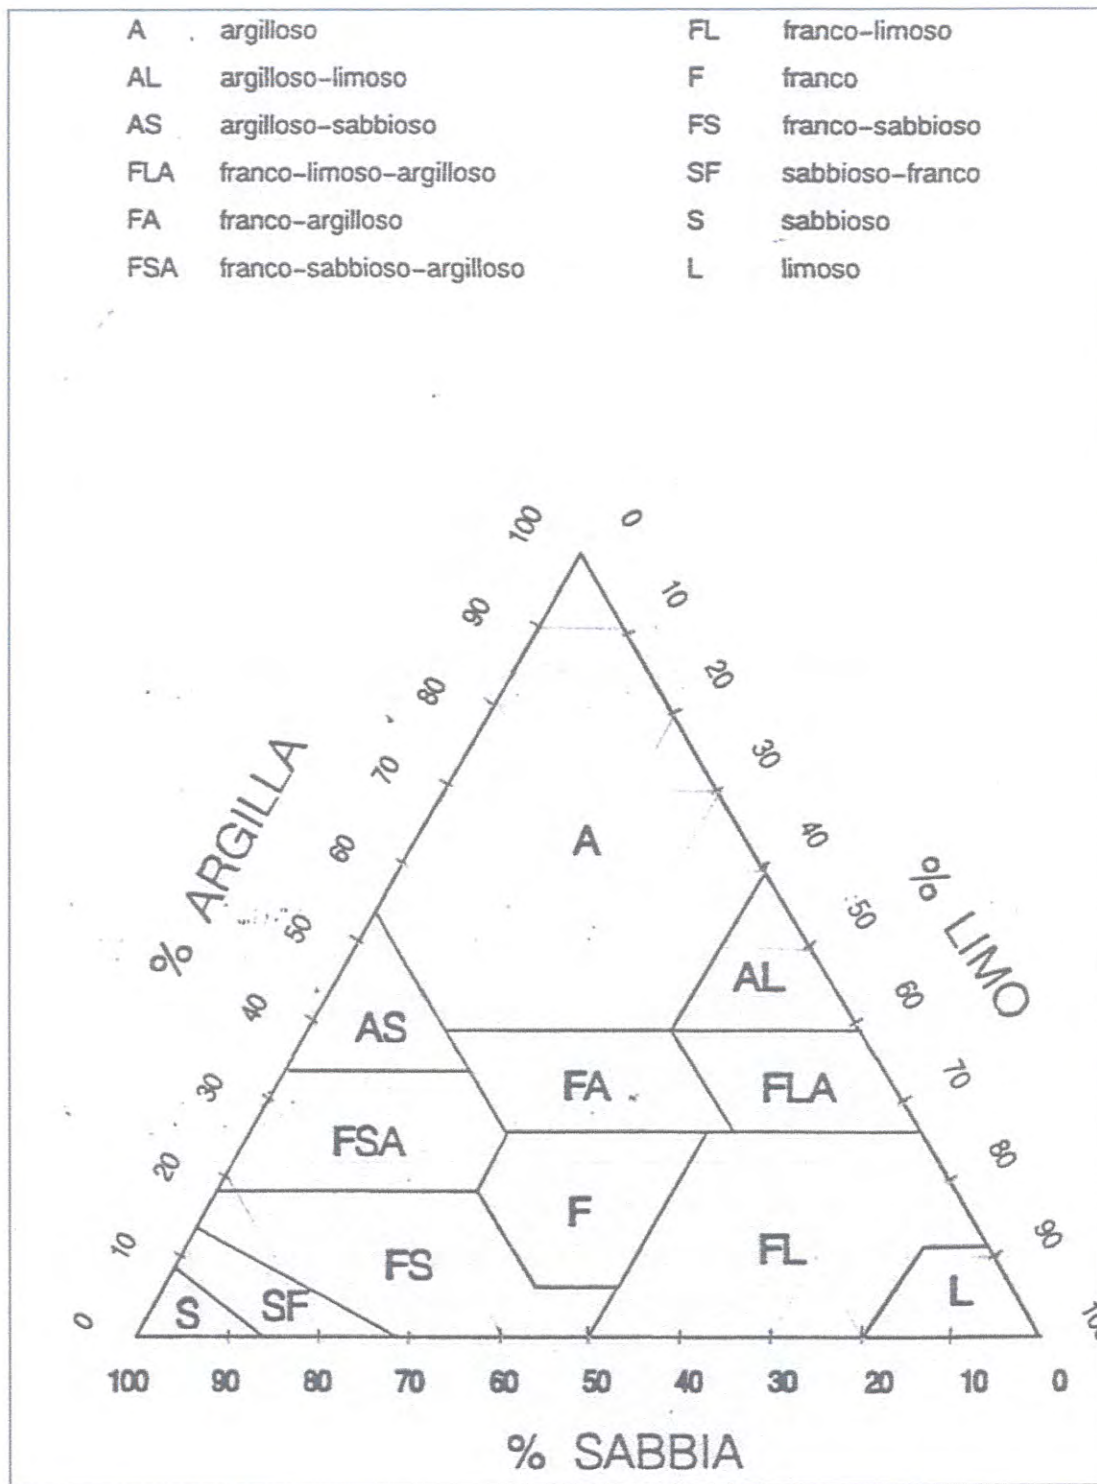 A argilloso FL franco-limoso
AL argilloso-limoso F franco
AS argilloso-sabbioso FS franco-sabbioso
FLA franco-limoso-argilloso SF sabbioso-franco
FA franco-argilloso S sabbioso
FSA franco-sabbioso-argilloso L limoso
100 0
90 10
80 20
70 30
60 40
50 50
40 60
30 70
20 80
10 90
0 100
% ARGILLA
% LIMO
A
AL
AS
FA FLA
FSA
F
FS FL
S SF L
100 90 80 70 60 50 40 30 20 10 0
% SABBIA